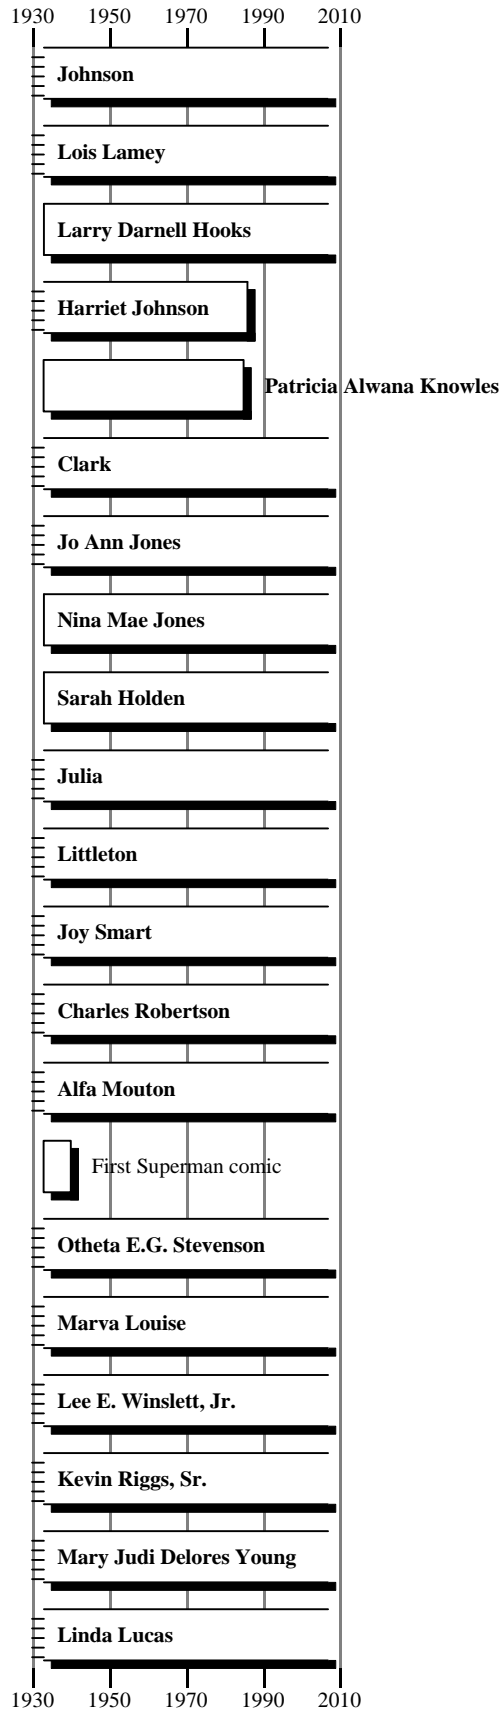 1930 1950 1970 1990 2010
Johnson
Lois Lamey
Larry Darnell Hooks
Harriet Johnson
Patricia Alwana Knowles
Clark
Jo Ann Jones
Nina Mae Jones
Sarah Holden
Julia
Littleton
Joy Smart
Charles Robertson
Alfa Mouton
First Superman comic
Otheta E.G. Stevenson
Marva Louise
Lee E. Winslett, Jr.
Kevin Riggs, Sr.
Mary Judi Delores Young
Linda Lucas
1930 1950 1970 1990 2010